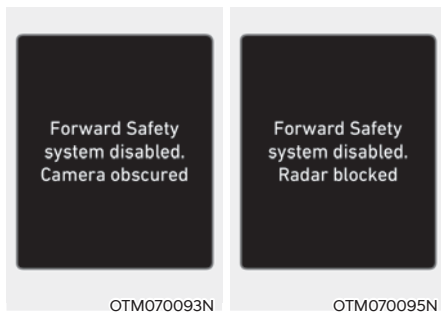 Forward Safety
system disabled.
Camera obscured
OTM070093N
Forward Safety
system disabled.
Radar blocked
OTM070095N